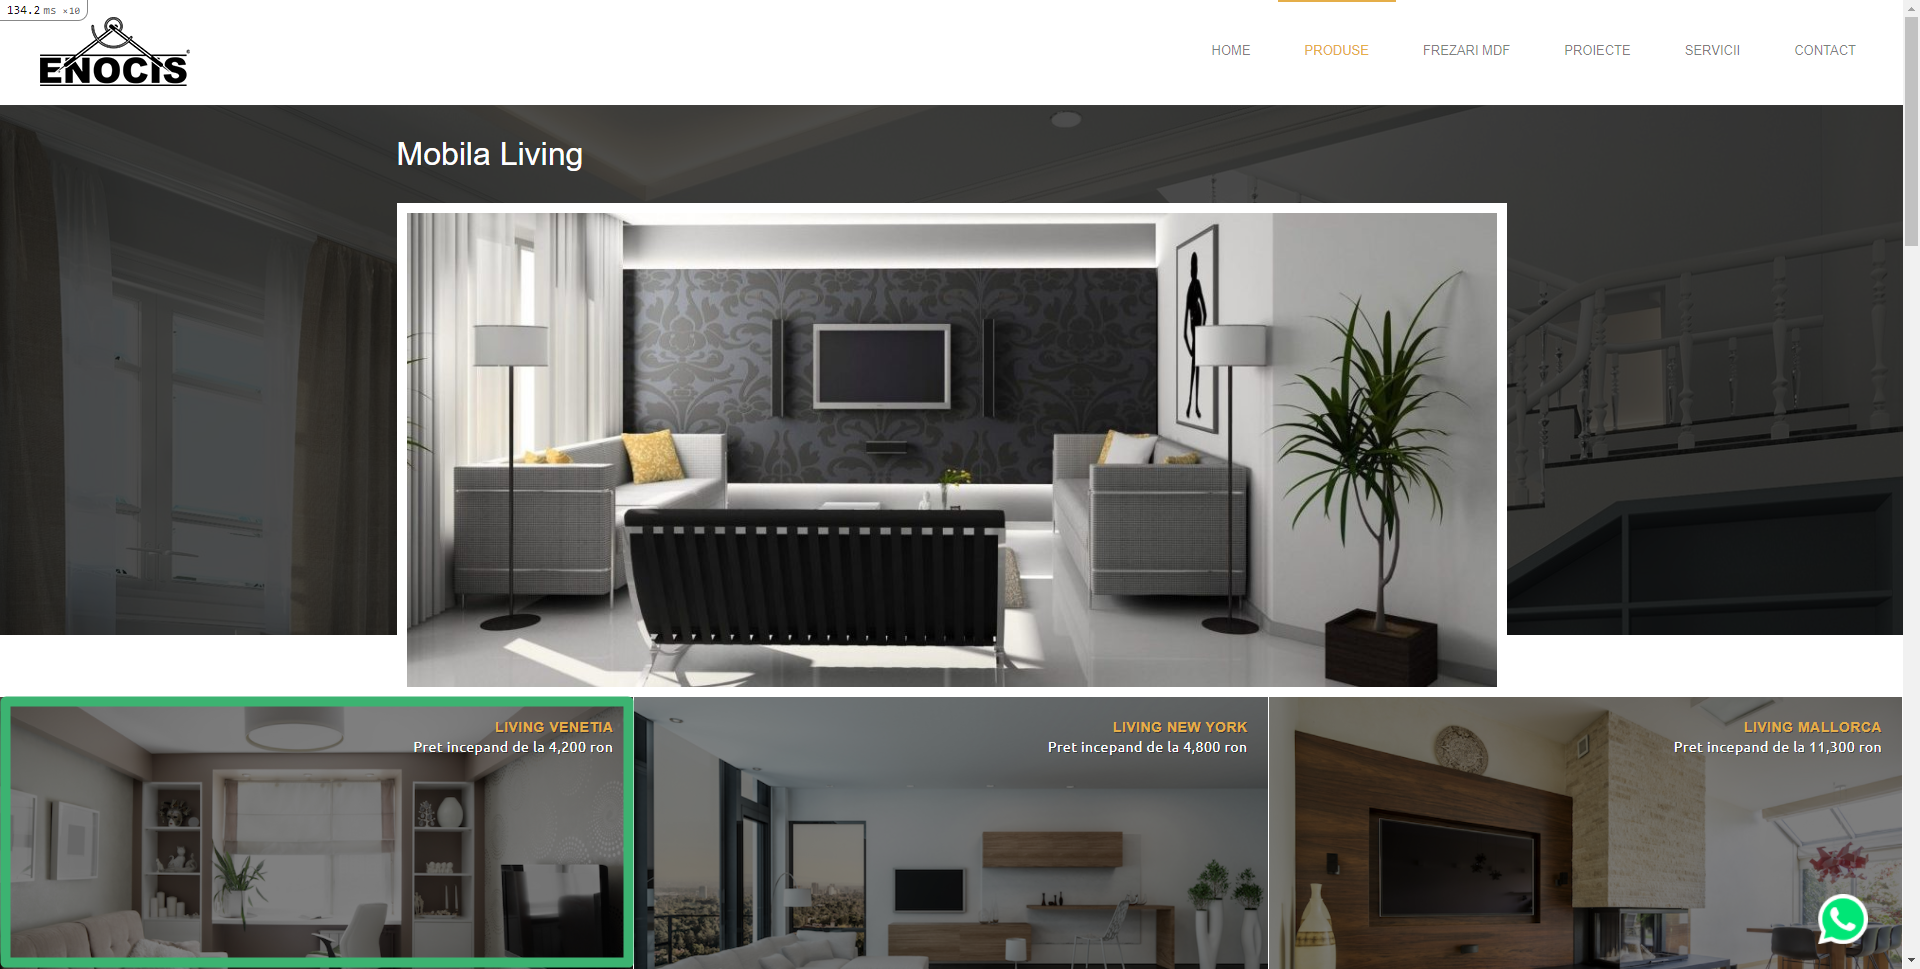 134.2 ms ×10
ENOCIS
HOME
PRODUSE
FREZARI MDF
PROIECTE
SERVICII
CONTACT
Mobila Living
LIVING VENETIA
Pret incepand de la 4,200 ron
LIVING NEW YORK
Pret incepand de la 4,800 ron
LIVING MALLORCA
Pret incepand de la 11,300 ron